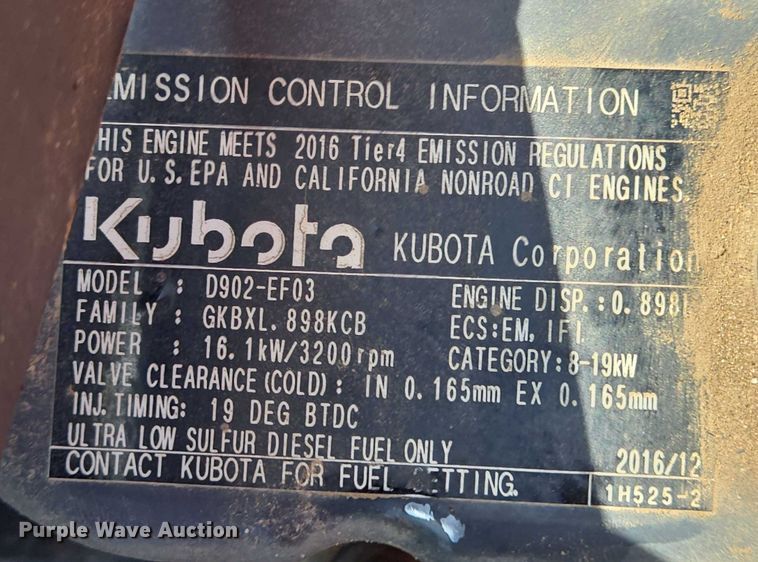 EMISSION CONTROL INFORMATION
THIS ENGINE MEETS 2016 Tier4 EMISSION REGULATIONS
FOR U.S.EPA AND CALIFORNIA NONROAD CI ENGINES.
Kubota KUBOTA Corporation
MODEL : D902-EF03 ENGINE DISP.:0.898l
FAMILY : GKBXL.898KCB ECS:EM,IFI
POWER : 16.1kW/3200rpm CATEGORY:8-19kW
VALVE CLEARANCE(COLD): IN 0.165mm EX 0.165mm
INJ.TIMING: 19 DEG BTDC
ULTRA LOW SULFUR DIESEL FUEL ONLY 2016/12
CONTACT KUBOTA FOR FUEL SETTING. 1H525-2
Purple Wave Auction